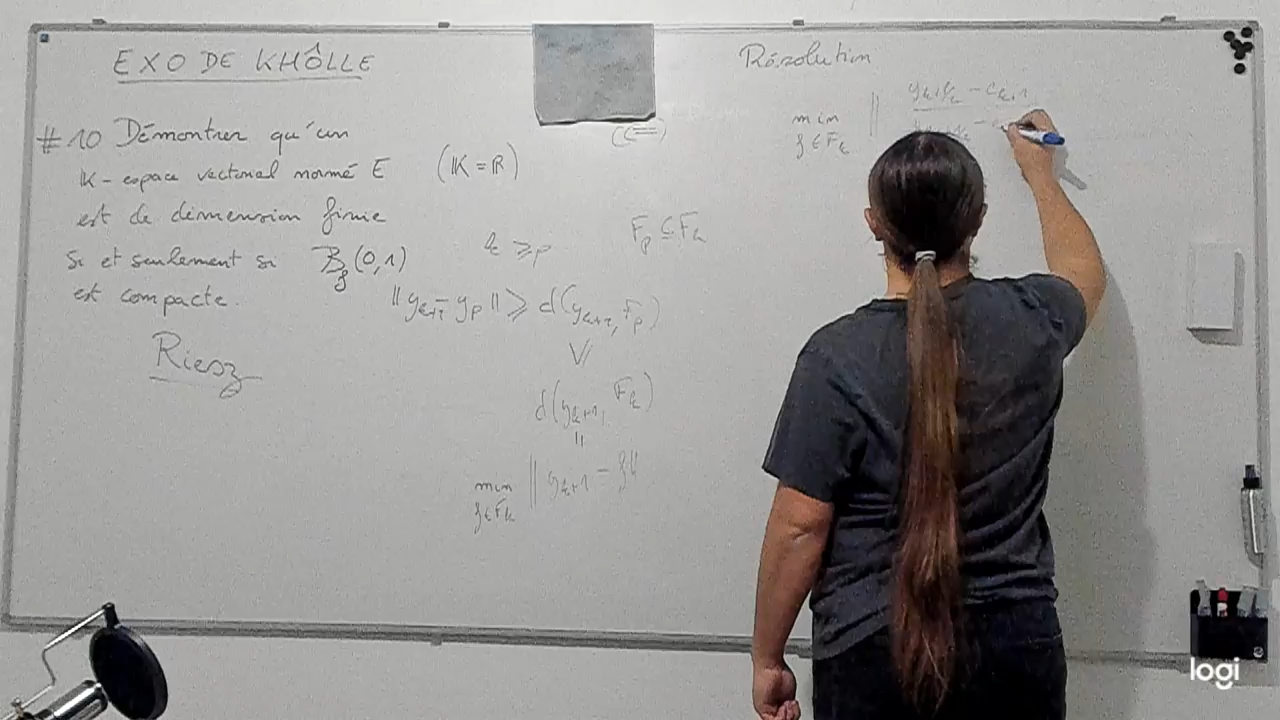 EXO DE KHÔLLE
#10 Démontrer qu'un
K-espace vectoriel normé E (K = R)
est de dimension finie
si et seulement si B_f(0,1)
est compacte.
Riesz
(⇐)
k ≥ p F_p ⊆ F_k
||y_{k+1} - y_p|| ≥ d(y_{k+1}, F_p)
≥
d(y_{k+1}, F_k)
=
min || y_{k+1} - f ||
f ∈ F_k
Résolution
min ||
f ∈ F_k
logi